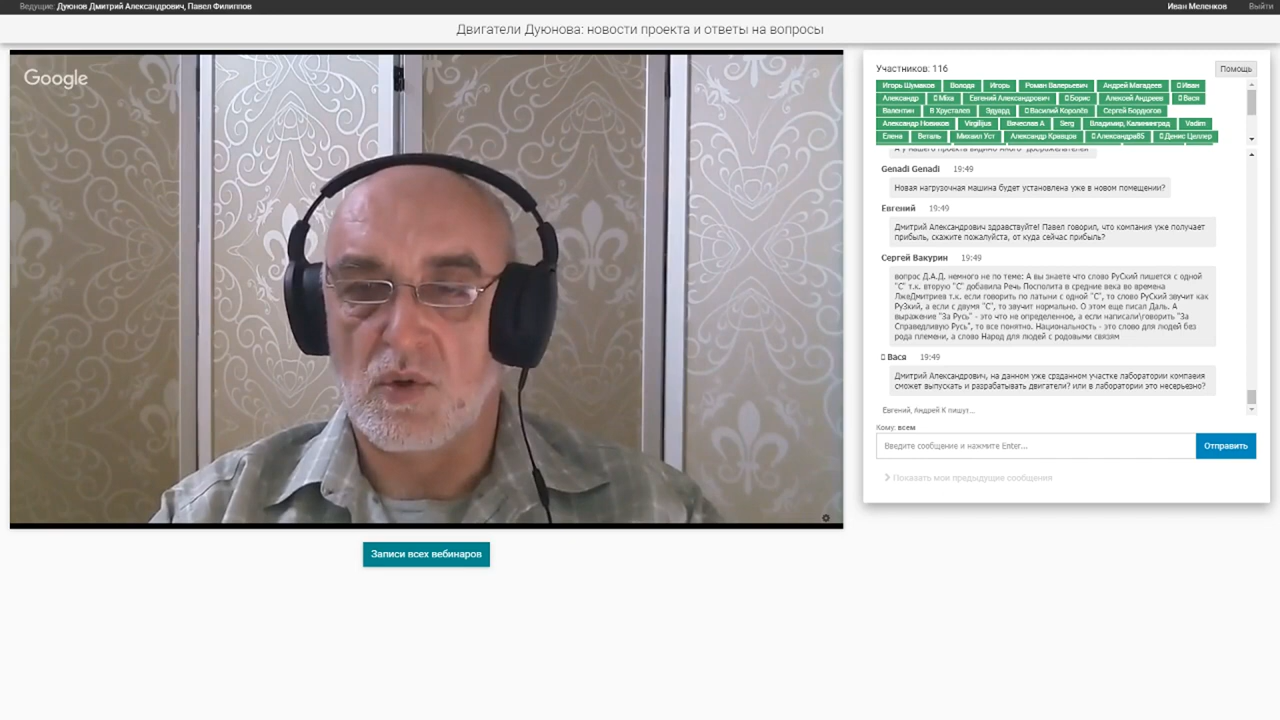 Ведущие: Дуюнов Дмитрий Александрович, Павел Филиппов
Иван Меленков Выйти
Двигатели Дуюнова: новости проекта и ответы на вопросы
Google
Участников: 116
Помощь
Игорь Шумаков Володя Игорь Роман Валерьевич Андрей Магадеев Иван
Александр Міха Евгений Александрович Борис Алексей Андреев Вася
Валентин В Хрусталев Эдуард Василий Королёв Сергей Бордюгов
Александр Новиков Virgilijus Вячеслав А Serg Владимир, Калининград Vadim
Елена Веталь Михаил Уст Александр Кравцов Александр65 Денис Целлер
Genadi Genadi 19:49
Новая нагрузочная машина будет установлена уже в новом помещении?
Евгений 19:49
Дмитрий Александрович здравствуйте! Павел говорил, что компания уже получает
прибыль, скажите пожалуйста, от куда сейчас прибыль?
Сергей Вакурин 19:49
вопрос Д.А.Д. немного не по теме: А вы знаете что слово РуСкий пишется с одной
"С" т.к. вторую "С" добавила Речь Посполита в средние века во времена
ЛжеДмитриев т.к. если говорить по латыни с одной "С", то слово РуСкий звучит как
РуЗкий, а если с двумя "С", то звучит нормально. О этом еще писал Даль. А
выражение "За Русь" - это что не определенное, а если написали\говорить "За
Справедливую Русь", то все понятно. Национальность - это слово для людей без
рода племени, а слово Народ для людей с родовыми связям
Вася 19:49
Дмитрий Александрович, на данном уже срзданном участке лаборатории компаевия
сможет выпускать и разрабатывать двигатели? или в лаборатории это несерьезно?
Евгений, Андрей К пишут...
Кому: всем
Введите сообщение и нажмите Enter...
Отправить
Показать мои предыдущие сообщения
Записи всех вебинаров